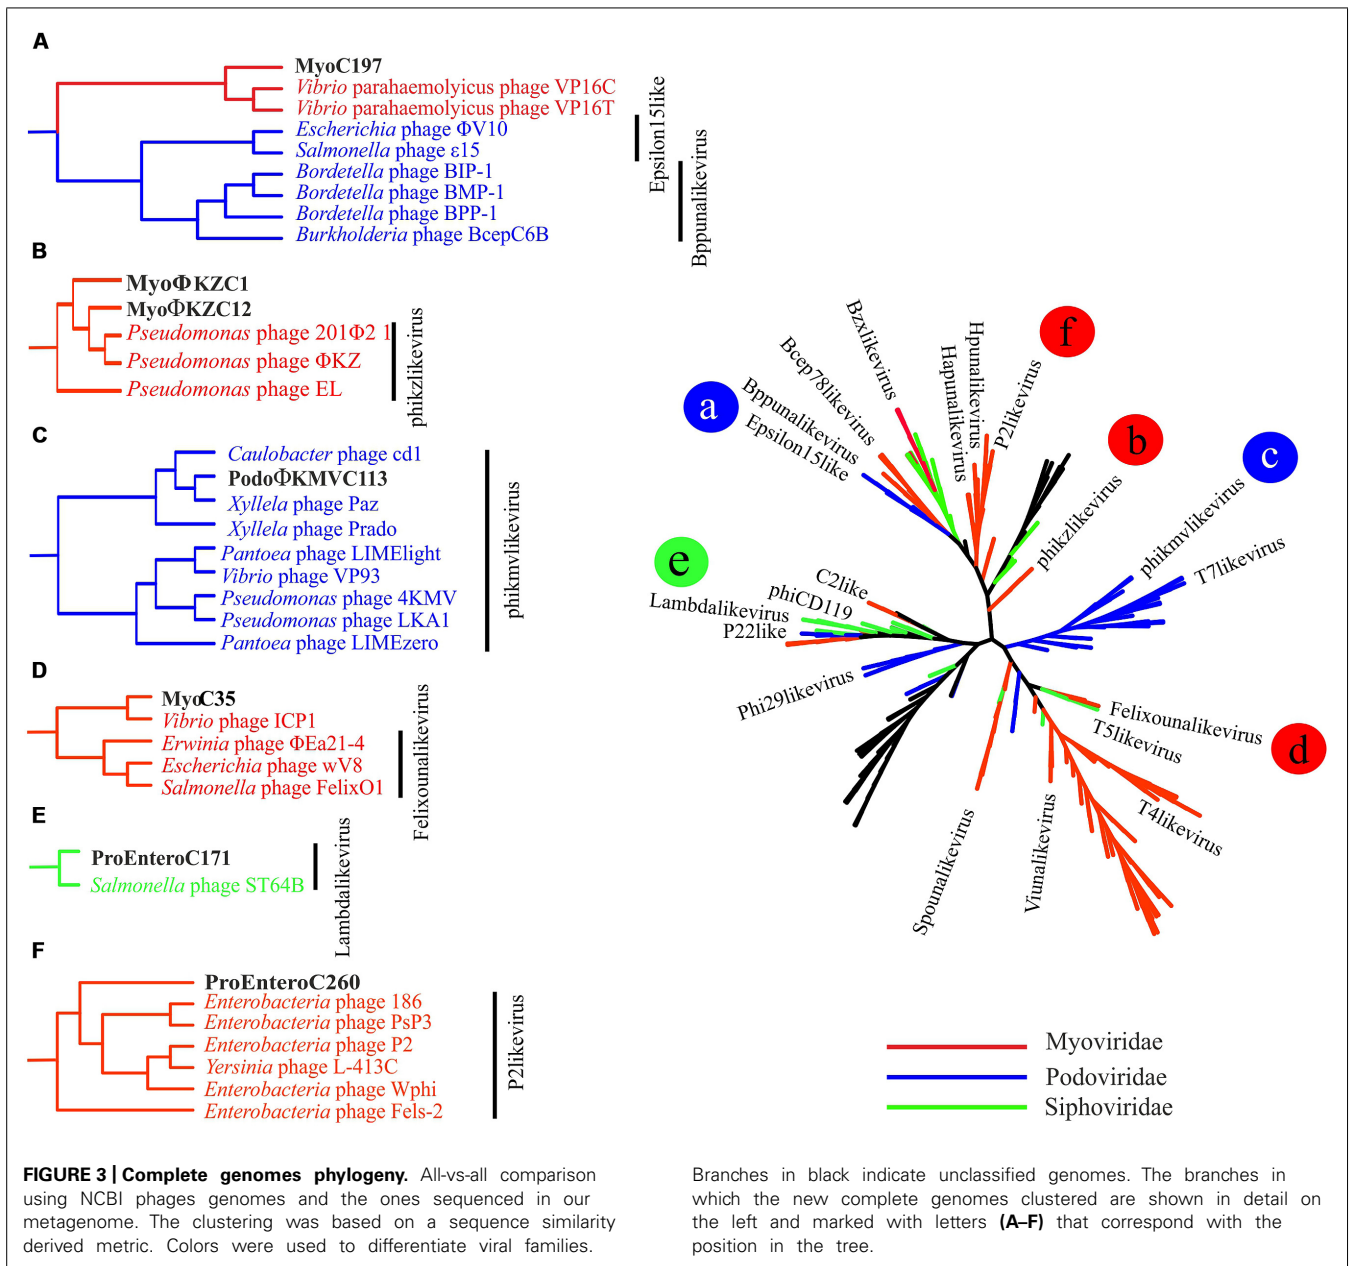 A
MyoC197
Vibrio parahaemolyicus phage VP16C
Vibrio parahaemolyicus phage VP16T
Escherichia phage ΦV10
Salmonella phage ε15
Bordetella phage BIP-1
Bordetella phage BMP-1
Bordetella phage BPP-1
Burkholderia phage BcepC6B
Epsilon15like
Bppunalikevirus
B
MyoΦKZC1
MyoΦKZC12
Pseudomonas phage 201Φ2 1
Pseudomonas phage ΦKZ
Pseudomonas phage EL
phikzlikevirus
C
Caulobacter phage cd1
PodoΦKMVC113
Xyllela phage Paz
Xyllela phage Prado
Pantoea phage LIMElight
Vibrio phage VP93
Pseudomonas phage 4KMV
Pseudomonas phage LKA1
Pantoea phage LIMEzero
phikmvlikevirus
D
MyoC35
Vibrio phage ICP1
Erwinia phage ΦEa21-4
Escherichia phage wV8
Salmonella phage FelixO1
Felixounalikevirus
E
ProEnteroC171
Salmonella phage ST64B
Lambdalikevirus
F
ProEnteroC260
Enterobacteria phage 186
Enterobacteria phage PsP3
Enterobacteria phage P2
Yersinia phage L-413C
Enterobacteria phage Wphi
Enterobacteria phage Fels-2
P2likevirus
a
Epsilon15like
Bppunalikevirus
Bcep78likevirus
Bzxlikevirus
Hapunalikevirus
Hpunalikevirus
P2likevirus
f
b
phikzlikevirus
c
phikmvlikevirus
T7likevirus
e
C2like
phiCD119
Lambdalikevirus
P22like
Phi29likevirus
Felixounalikevirus
d
T5likevirus
T4likevirus
Viunalikevirus
Spounalikevirus
Myoviridae
Podoviridae
Siphoviridae
FIGURE 3 | Complete genomes phylogeny. All-vs-all comparison
using NCBI phages genomes and the ones sequenced in our
metagenome. The clustering was based on a sequence similarity
derived metric. Colors were used to differentiate viral families.
Branches in black indicate unclassified genomes. The branches in
which the new complete genomes clustered are shown in detail on
the left and marked with letters (A–F) that correspond with the
position in the tree.